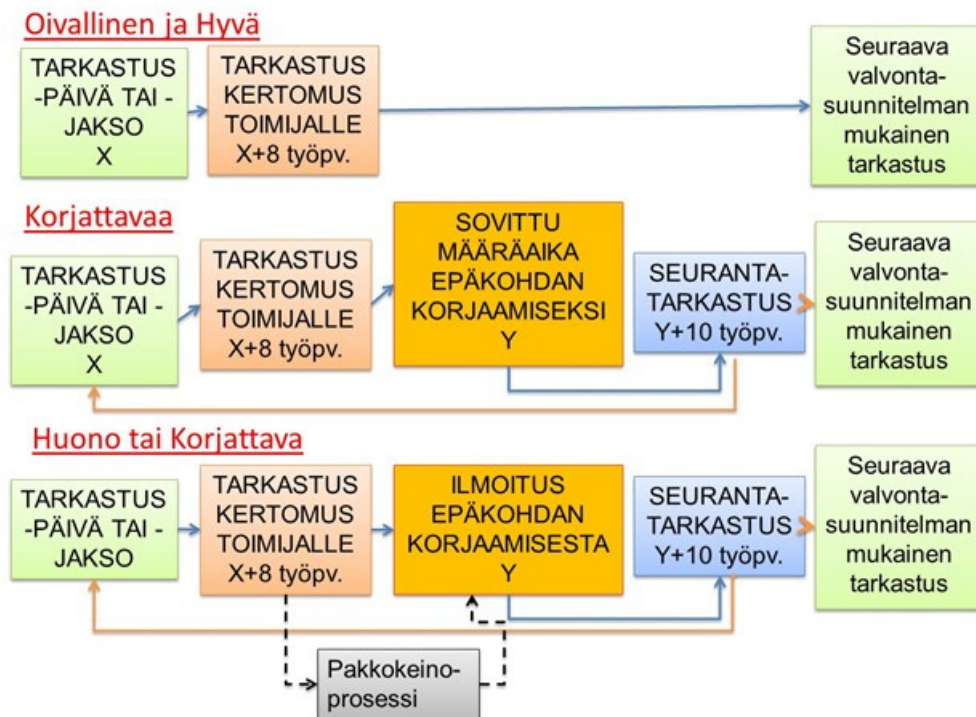 Oivallinen ja Hyvä
TARKASTUS
-PÄIVÄ TAI -
JAKSO
X
TARKASTUS
KERTOMUS
TOIMIJALLE
X+8 työpv.
Seuraava
valvonta-
suunnitelman
mukainen
tarkastus
Korjattavaa
TARKASTUS
-PÄIVÄ TAI -
JAKSO
X
TARKASTUS
KERTOMUS
TOIMIJALLE
X+8 työpv.
SOVITTU
MÄÄRÄAIKA
EPÄKOHDAN
KORJAAMISEKSI
Y
SEURANTA-
TARKASTUS
Y+10 työpv.
Seuraava
valvonta-
suunnitelman
mukainen
tarkastus
Huono tai Korjattava
TARKASTUS
-PÄIVÄ TAI -
JAKSO
TARKASTUS
KERTOMUS
TOIMIJALLE
X+8 työpv.
ILMOITUS
EPÄKOHDAN
KORJAAMISESTA
Y
SEURANTA-
TARKASTUS
Y+10 työpv.
Seuraava
valvonta-
suunnitelman
mukainen
tarkastus
Pakkokeino-
prosessi